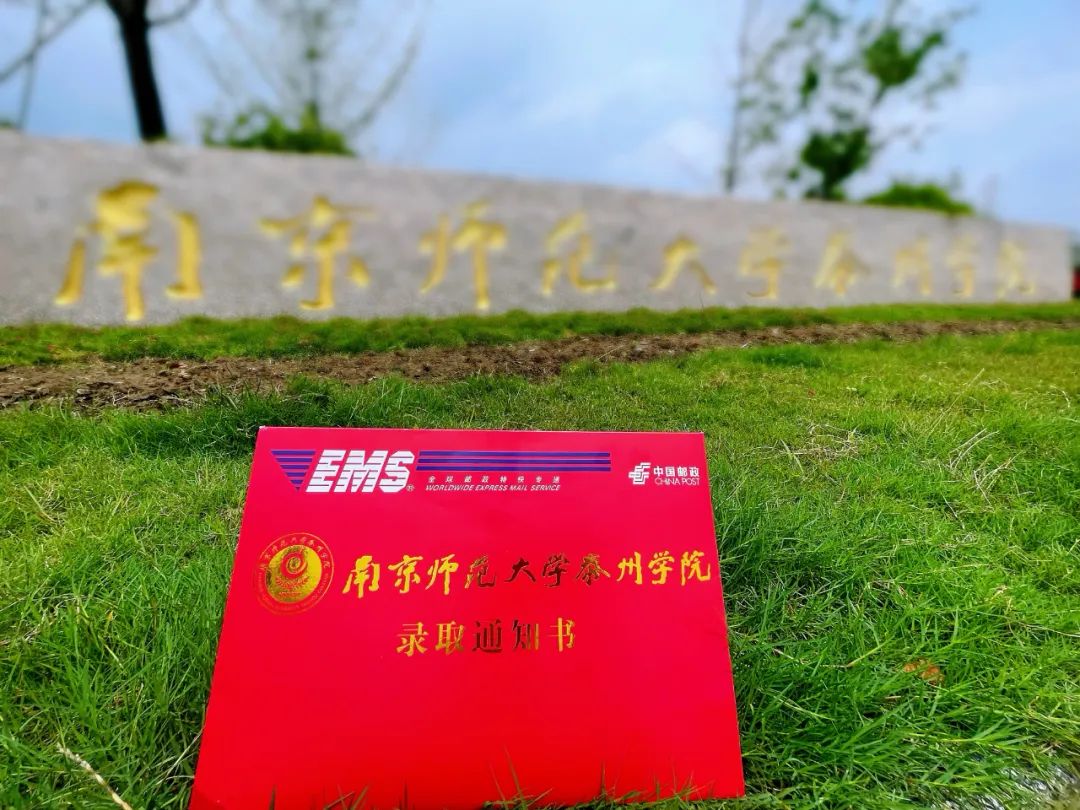 南京师范大学泰州学院
EMS
全球邮政特快专递
WORLDWIDE EXPRESS MAIL SERVICE
中国邮政
CHINA POST
南京师范大学泰州学院
录取通知书